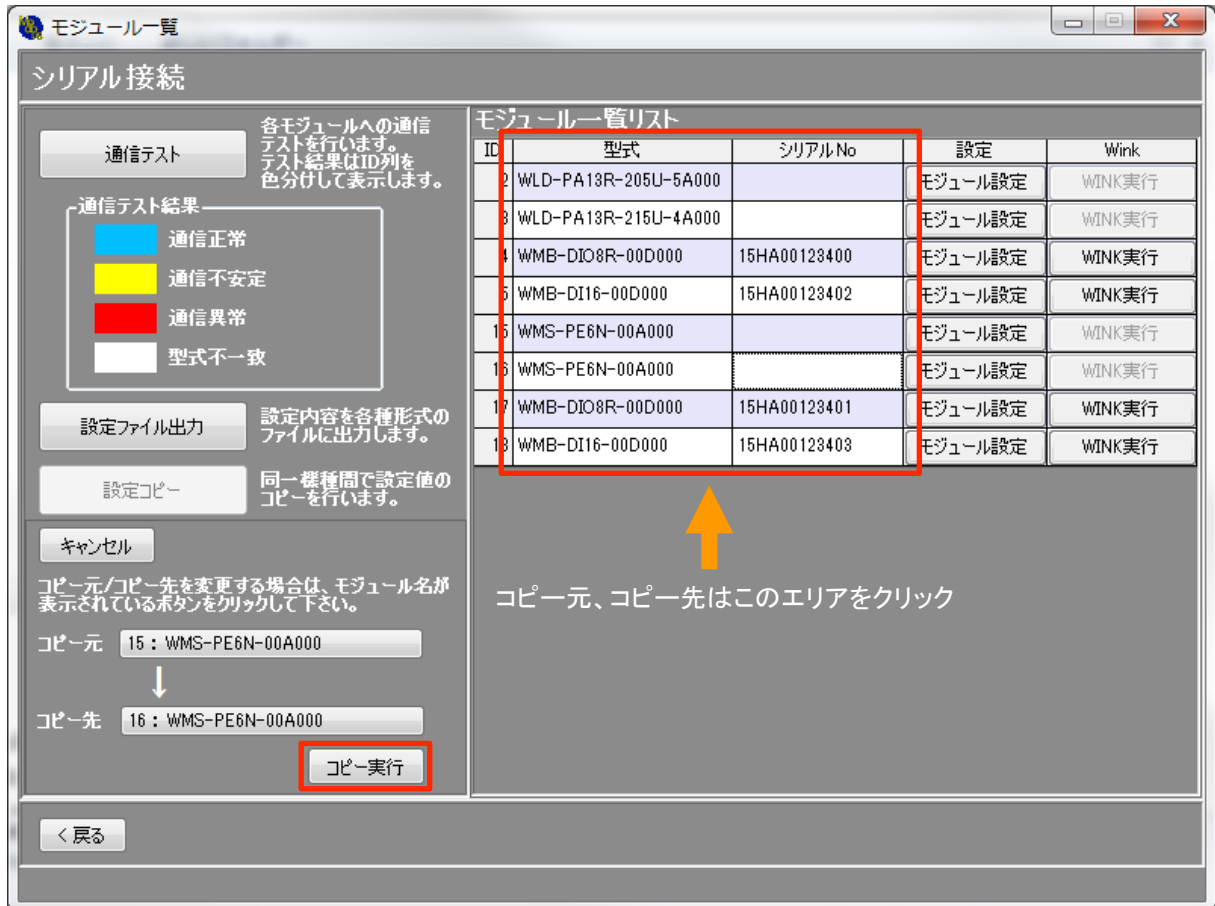 モジュール一覧
シリアル接続
通信テスト
各モジュールへの通信
テストを行います。
テスト結果はID列を
色分けして表示します。
通信テスト結果
通信正常
通信不安定
通信異常
型式不一致
設定ファイル出力
設定内容を各種形式の
ファイルに出力します。
設定コピー
同一機種間で設定値の
コピーを行います。
キャンセル
コピー元/コピー先を変更する場合は、モジュール名が
表示されているボタンをクリックして下さい。
コピー元 15 : WMS-PE6N-00A000
↓
コピー先 16 : WMS-PE6N-00A000
コピー実行
モジュール一覧リスト
ID 型式 シリアルNo 設定 Wink
2 WLD-PA13R-205U-5A000 モジュール設定 WINK実行
3 WLD-PA13R-215U-4A000 モジュール設定 WINK実行
4 WMB-DIO8R-00D000 15HA00123400 モジュール設定 WINK実行
5 WMB-DI16-00D000 15HA00123402 モジュール設定 WINK実行
15 WMS-PE6N-00A000 モジュール設定 WINK実行
16 WMS-PE6N-00A000 モジュール設定 WINK実行
17 WMB-DIO8R-00D000 15HA00123401 モジュール設定 WINK実行
18 WMB-DI16-00D000 15HA00123403 モジュール設定 WINK実行
コピー元、コピー先はこのエリアをクリック
< 戻る